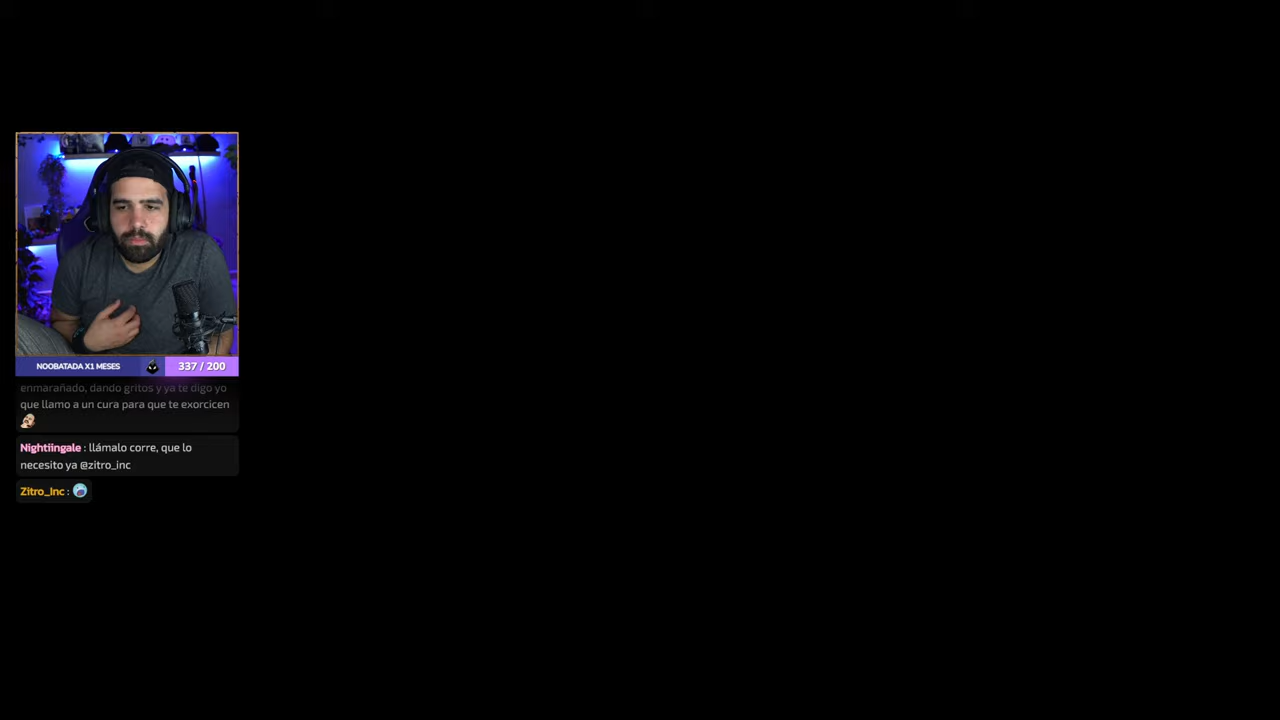 NOOBATADA X1 MESES
337 / 200
enmarañado, dando gritos y ya te digo yo
que llamo a un cura para que te exorcicen
Nightiingale : llámalo corre, que lo
necesito ya @zitro_inc
Zitro_Inc :